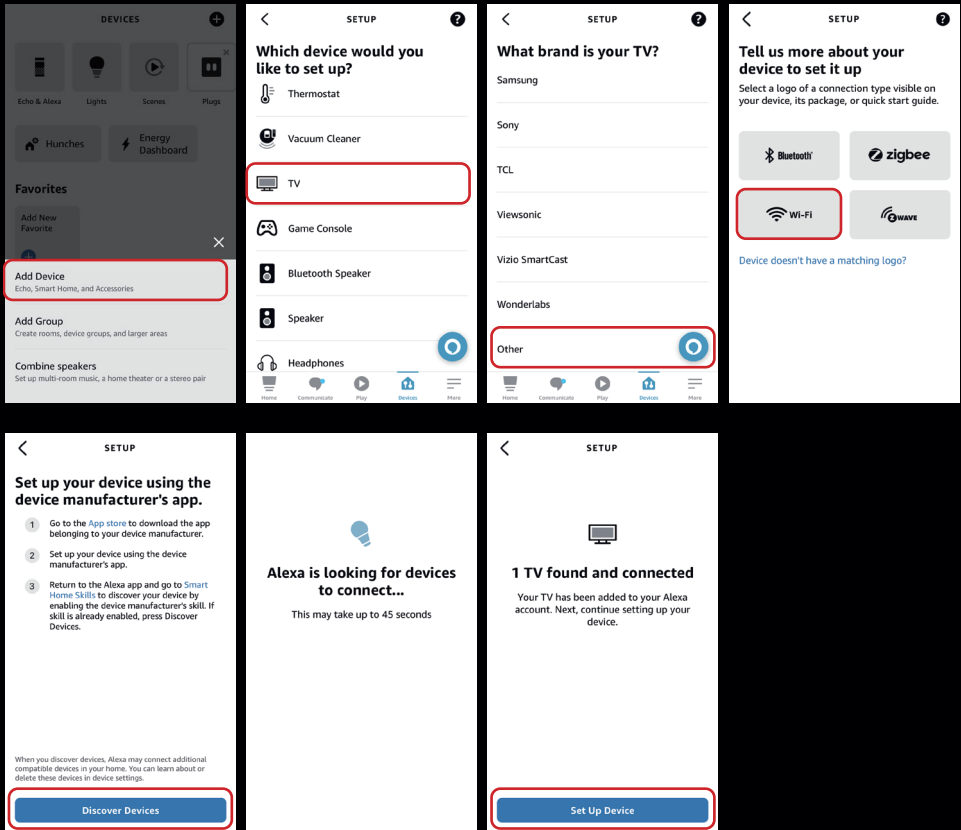 DEVICES
Echo & Alexa
Lights
Scenes
Plugs
Hunches
Energy
Dashboard
Favorites
Add New
Favorite
Add Device
Echo, Smart Home, and Accessories
Add Group
Create rooms, device groups, and larger areas
Combine speakers
Set up multi-room music, a home theater or a stereo pair
SETUP
?
Which device would you
like to set up?
Thermostat
Vacuum Cleaner
TV
Game Console
Bluetooth Speaker
Speaker
Headphones
Home
Communicate
Play
Devices
More
SETUP
?
What brand is your TV?
Samsung
Sony
TCL
Viewsonic
Vizio SmartCast
Wonderlabs
Other
Home
Communicate
Play
Devices
More
SETUP
?
Tell us more about your
device to set it up
Select a logo of a connection type visible on
your device, its package, or quick start guide.
Bluetooth
zigbee
Wi-Fi
Z WAVE
Device doesn't have a matching logo?
SETUP
Set up your device using the
device manufacturer's app.
1 Go to the App store to download the app
belonging to your device manufacturer.
2 Set up your device using the device
manufacturer's app.
3 Return to the Alexa app and go to Smart
Home Skills to discover your device by
enabling the device manufacturer's skill. If
skill is already enabled, press Discover
Devices.
When you discover devices, Alexa may connect additional
compatible devices in your home. You can learn about or
delete these devices in device settings.
Discover Devices
Alexa is looking for devices
to connect...
This may take up to 45 seconds
SETUP
1 TV found and connected
Your TV has been added to your Alexa
account. Next, continue setting up your
device.
Set Up Device